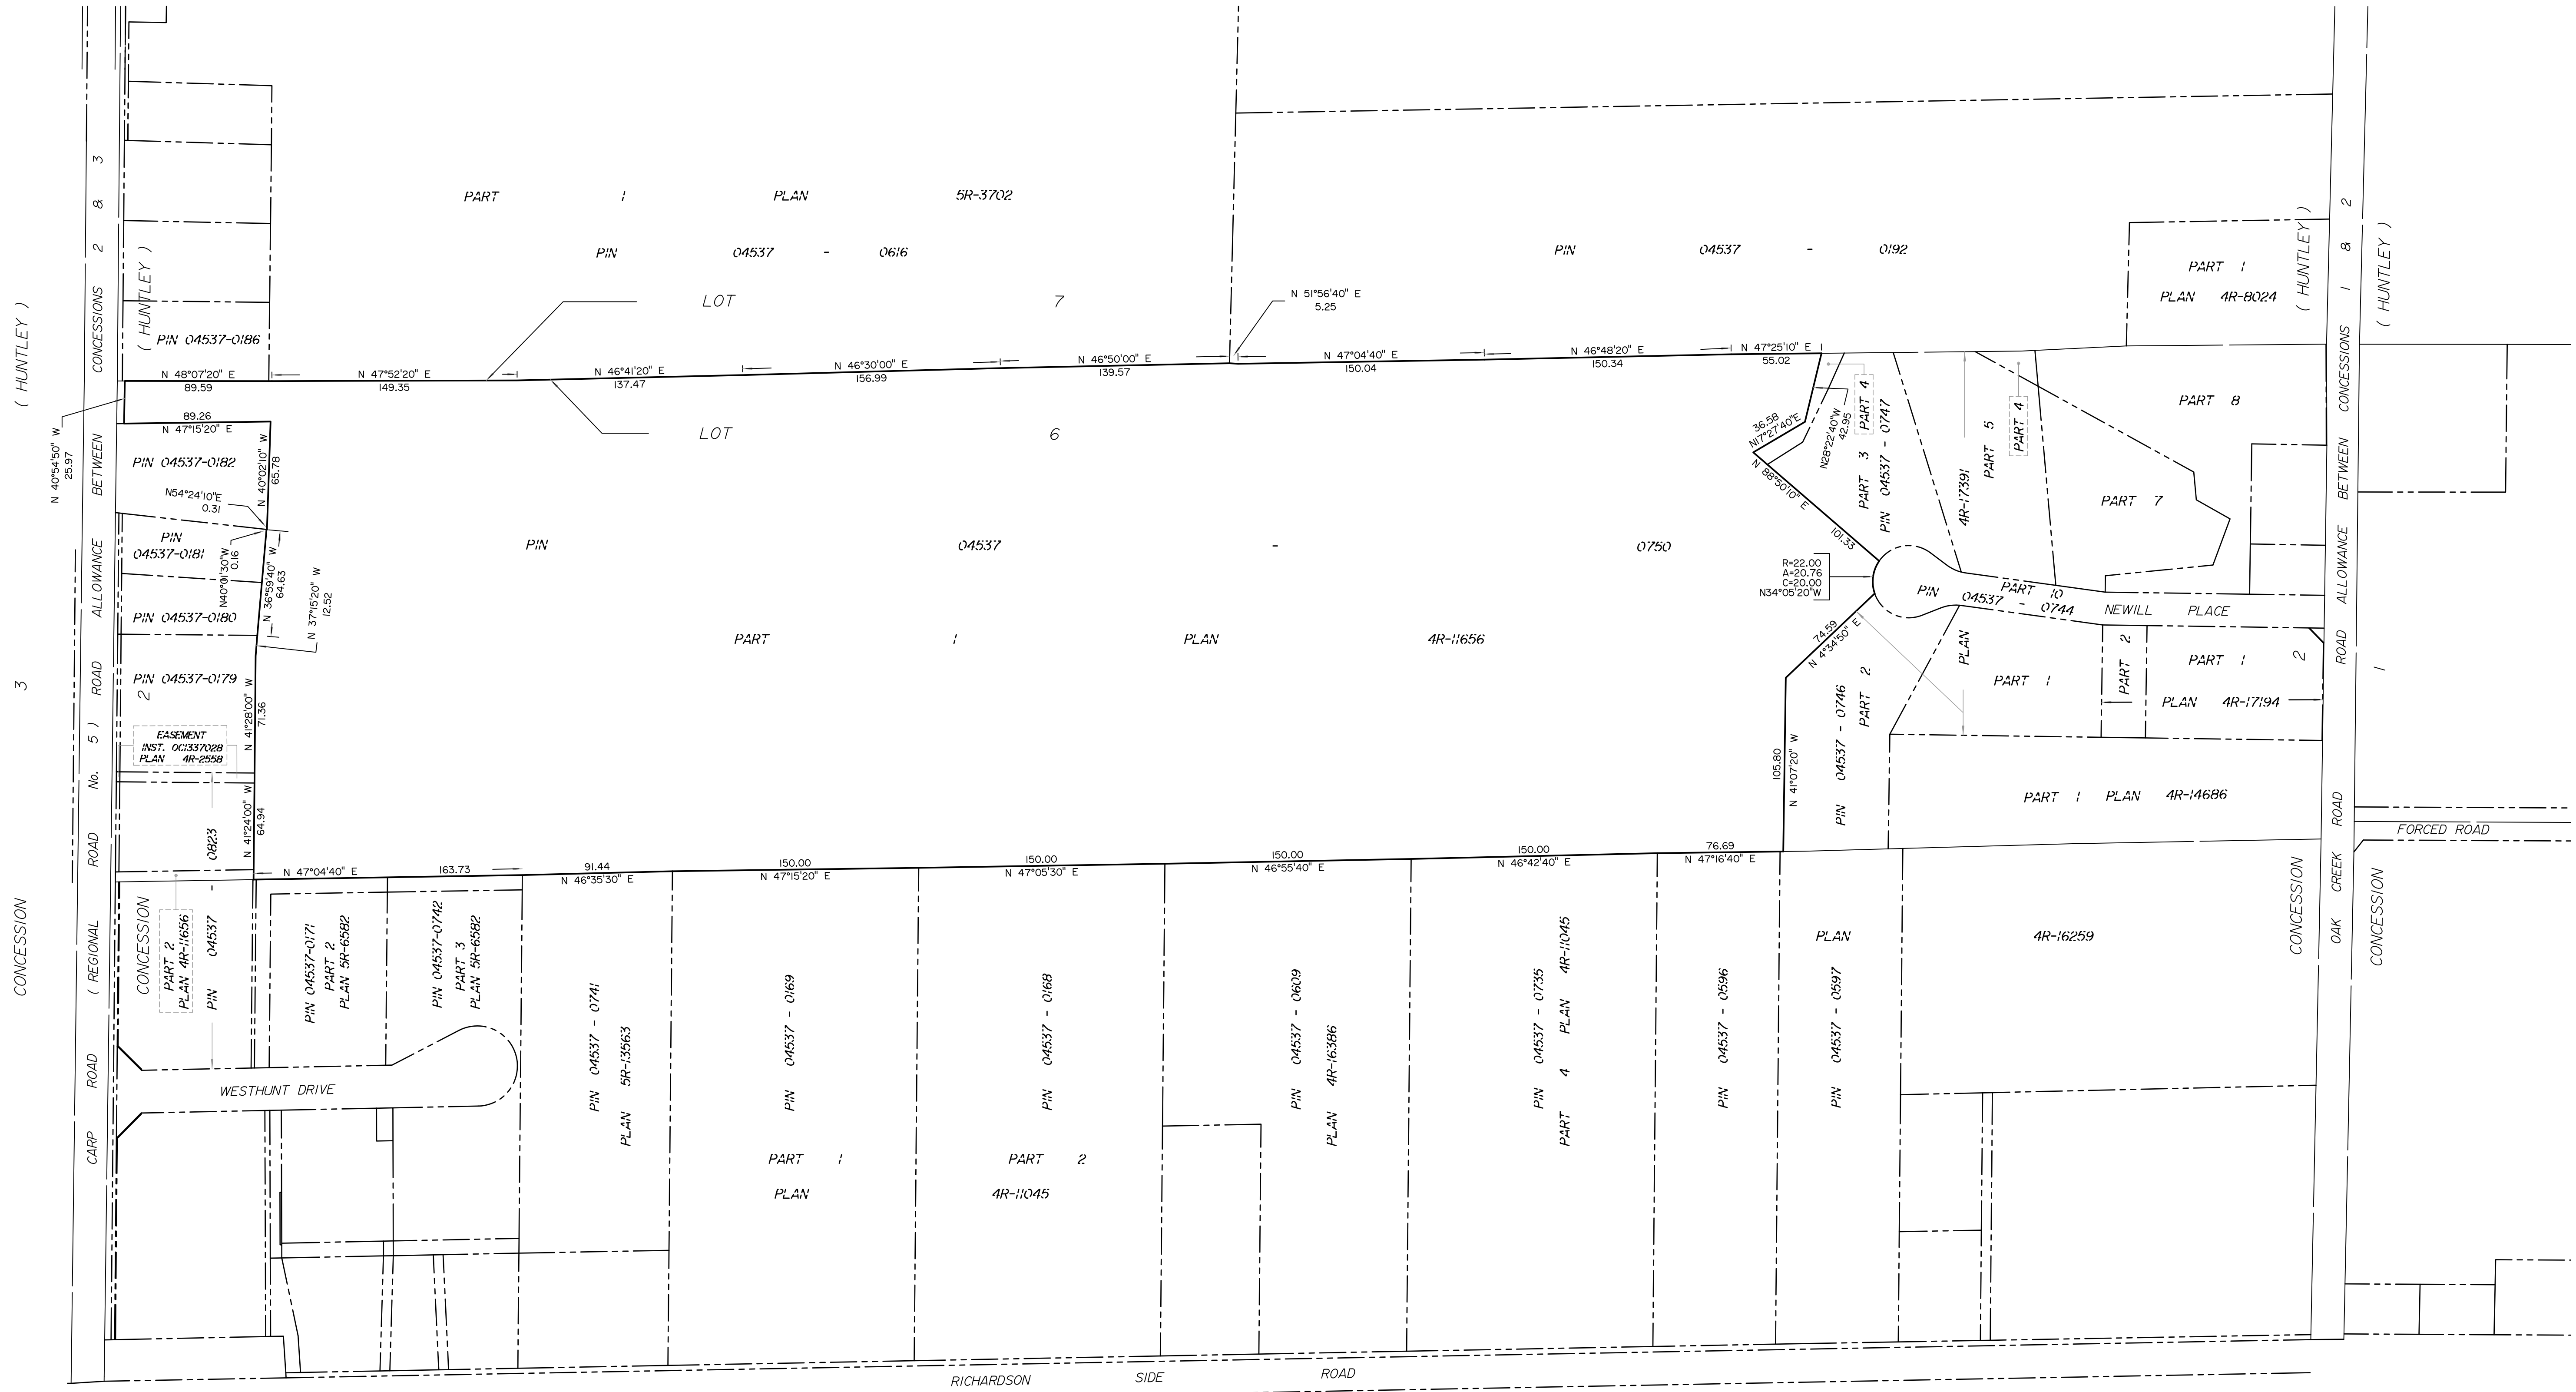 PART 1 PLAN 5R-3702
PIN 04537 - 0616
LOT 7
PIN 04537 - 0192
PART 1
PLAN 4R-8024
( HUNTLEY )
( HUNTLEY )
( HUNTLEY )
( HUNTLEY )
PIN 04537-0186
N 51°56'40" E
5.25
N 48°07'20" E
89.59
N 47°52'20" E
149.35
N 46°41'20" E
137.47
N 46°30'00" E
156.99
N 46°50'00" E
139.57
N 47°04'40" E
150.04
N 46°48'20" E
150.34
N 47°25'10" E
55.02
LOT 6
89.26
N 47°15'20" E
N 40°54'50" W
25.97
PIN 04537-0182
N 40°02'10" W
65.78
N54°24'10"E
0.31
PIN
04537-0181
N40°01'30"W
0.16
N 36°59'40" W
64.63
N 37°15'20" W
12.52
PIN 04537-0180
PIN 04537-0179
N 41°28'00" W
71.36
EASEMENT
INST. OC1337028
PLAN 4R-2558
N 41°24'00" W
64.94
PIN 04537 - 0750
PART 1 PLAN 4R-11656
36.58
N17°27'40"E
N28°22'40"W
42.95
N 88°50'10" E
101.33
R=22.00
A=20.76
C=20.00
N34°05'20"W
74.59
N 4°34'50" E
105.80
N 41°07'20" W
PART 4
PART 3
PIN 04537 - 0747
PLAN 4R-17391
PART 5
PART 4
PART 8
PART 7
PART 10
PIN 04537 - 0744
NEWILL PLACE
PIN 04537 - 0746
PART 2
PART 1
PART 2
PART 1
PLAN 4R-17194
PART 1 PLAN 4R-14686
FORCED ROAD
N 47°04'40" E
163.73
91.44
N 46°35'30" E
150.00
N 47°15'20" E
150.00
N 47°05'30" E
150.00
N 46°55'40" E
150.00
N 46°42'40" E
76.69
N 47°16'40" E
CONCESSION 3
CARP ROAD ( REGIONAL ROAD No. 5 ) ROAD ALLOWANCE BETWEEN CONCESSIONS 2 & 3
CONCESSION 2
PART 2
PLAN 4R-11656
PIN 04537 - 0823
PIN 04537-0171
PART 2
PLAN 5R-6582
PIN 04537-0742
PART 3
PLAN 5R-6582
PIN 04537 - 0741
PLAN 5R-13563
PIN 04537 - 0169
PIN 04537 - 0168
PART 1
PART 2
PLAN 4R-11045
PIN 04537 - 0609
PLAN 4R-16386
PIN 04537 - 0735
PART 4 PLAN 4R-11045
PIN 04537 - 0596
PIN 04537 - 0597
PLAN 4R-16259
CONCESSION 2
OAK CREEK ROAD ROAD ALLOWANCE BETWEEN CONCESSIONS 1 & 2
CONCESSION 1
WESTHUNT DRIVE
RICHARDSON SIDE ROAD